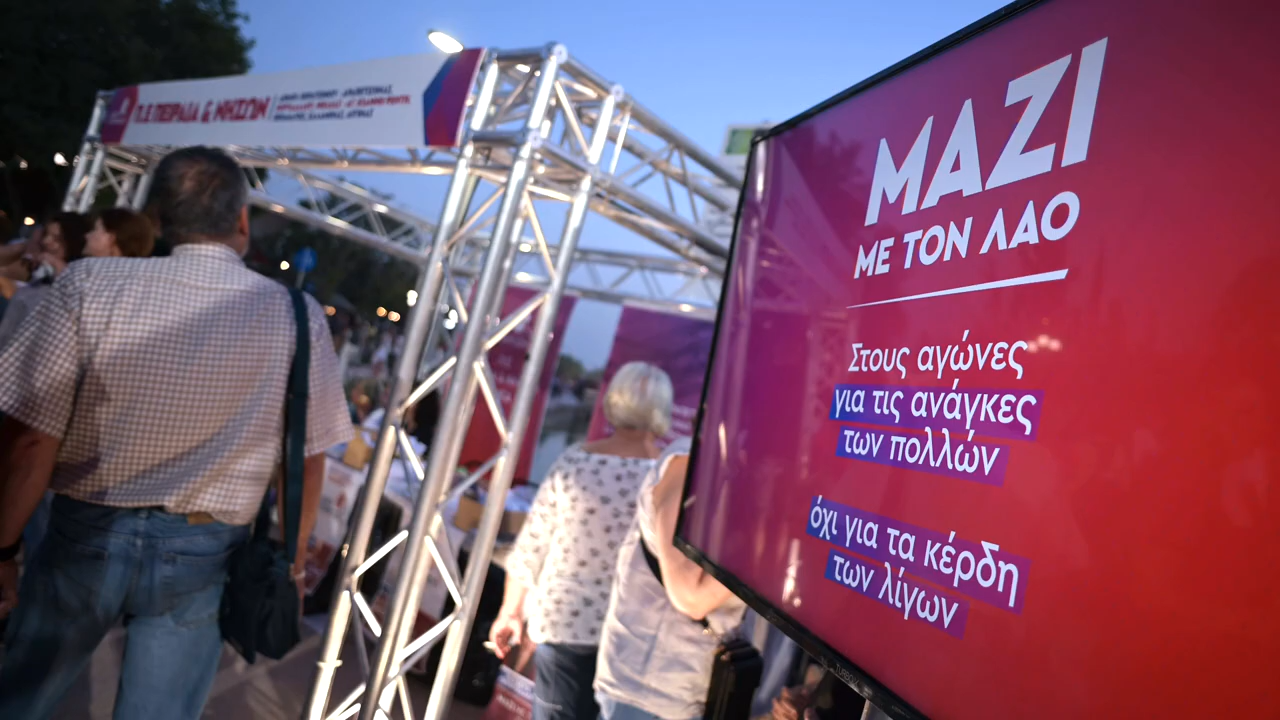 Π.Ε ΠΕΙΡΑΙΑ & ΝΗΣΩΝ
ΜΑΖΙ
ΜΕ ΤΟΝ ΛΑΟ
Στους αγώνες
για τις ανάγκες
των πολλών
όχι για τα κέρδη
των λίγων